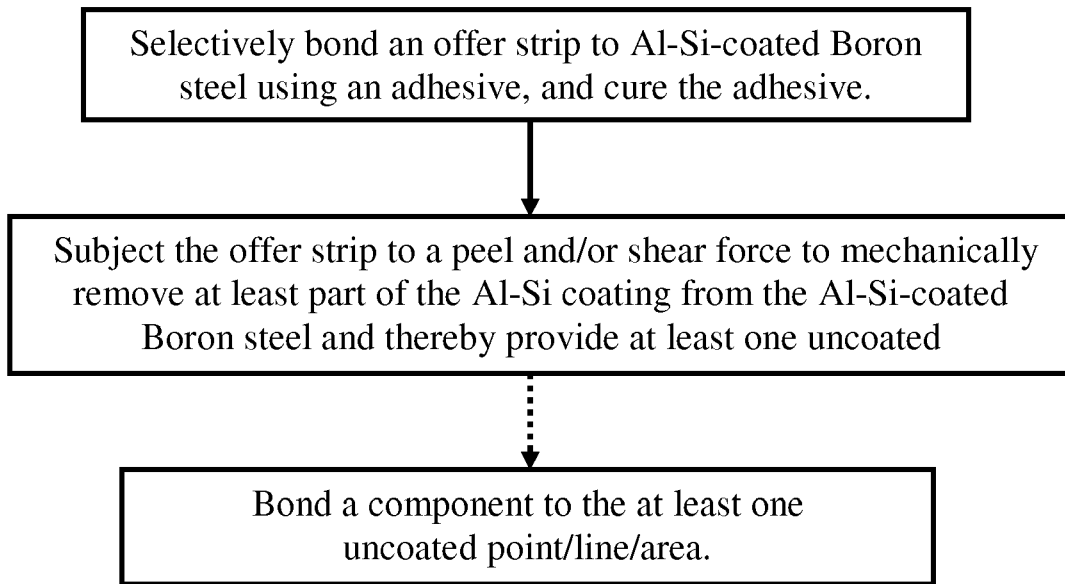 Selectively bond an offer strip to Al-Si-coated Boron
steel using an adhesive, and cure the adhesive.
Subject the offer strip to a peel and/or shear force to mechanically
remove at least part of the Al-Si coating from the Al-Si-coated
Boron steel and thereby provide at least one uncoated
Bond a component to the at least one
uncoated point/line/area.